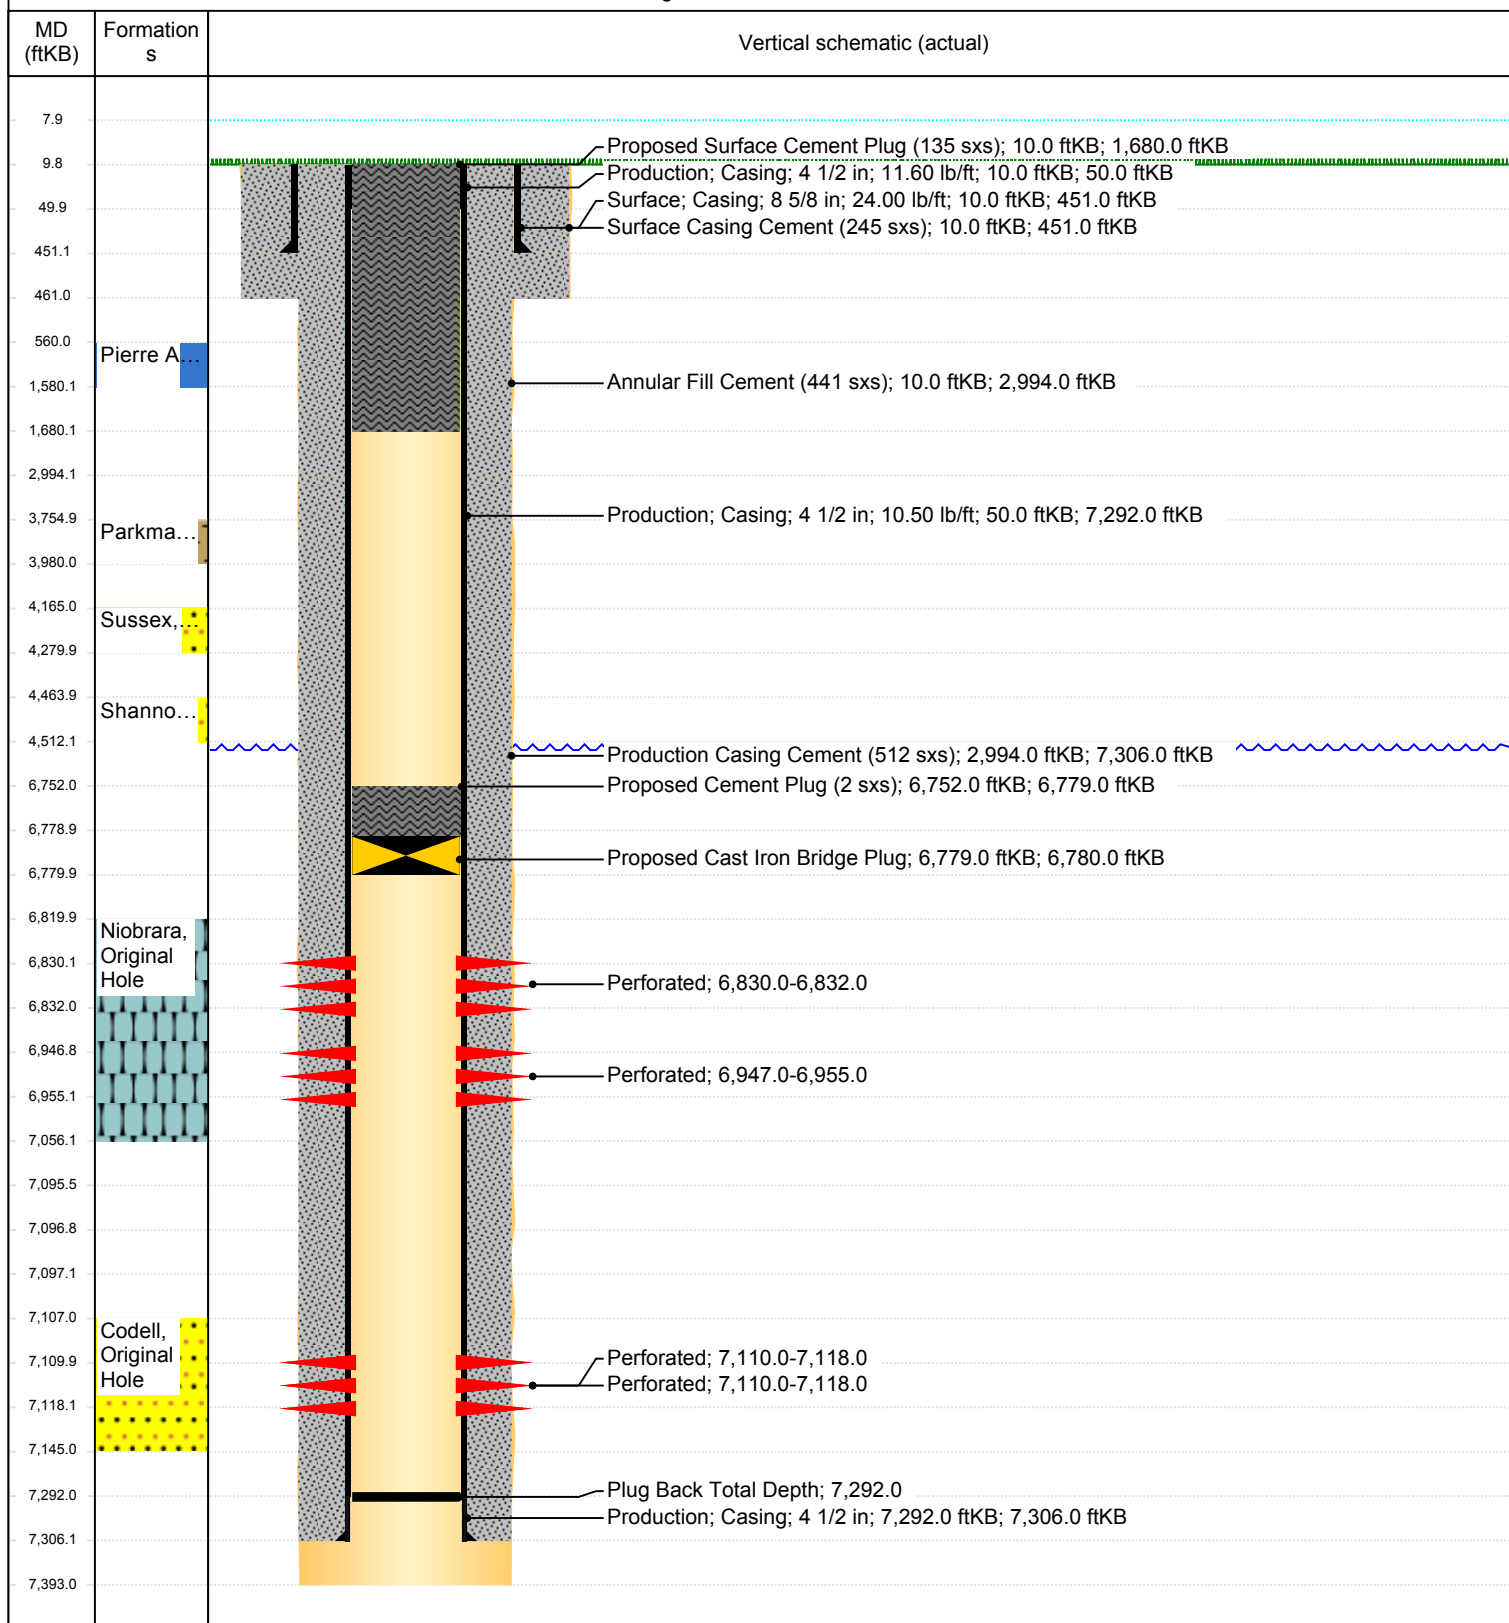 MD
(ftKB)
Formation
s
Vertical schematic (actual)
7.9
9.8
49.9
451.1
461.0
560.0
1,580.1
1,680.1
2,994.1
3,754.9
3,980.0
4,165.0
4,279.9
4,463.9
4,512.1
6,752.0
6,778.9
6,779.9
6,819.9
6,830.1
6,832.0
6,946.8
6,955.1
7,056.1
7,095.5
7,096.8
7,097.1
7,107.0
7,109.9
7,118.1
7,145.0
7,292.0
7,306.1
7,393.0
Pierre A...
Parkma...
Sussex,...
Shanno...
Niobrara,
Original
Hole
Codell,
Original
Hole
Proposed Surface Cement Plug (135 sxs); 10.0 ftKB; 1,680.0 ftKB
Production; Casing; 4 1/2 in; 11.60 lb/ft; 10.0 ftKB; 50.0 ftKB
Surface; Casing; 8 5/8 in; 24.00 lb/ft; 10.0 ftKB; 451.0 ftKB
Surface Casing Cement (245 sxs); 10.0 ftKB; 451.0 ftKB
Annular Fill Cement (441 sxs); 10.0 ftKB; 2,994.0 ftKB
Production; Casing; 4 1/2 in; 10.50 lb/ft; 50.0 ftKB; 7,292.0 ftKB
Production Casing Cement (512 sxs); 2,994.0 ftKB; 7,306.0 ftKB
Proposed Cement Plug (2 sxs); 6,752.0 ftKB; 6,779.0 ftKB
Proposed Cast Iron Bridge Plug; 6,779.0 ftKB; 6,780.0 ftKB
Perforated; 6,830.0-6,832.0
Perforated; 6,947.0-6,955.0
Perforated; 7,110.0-7,118.0
Perforated; 7,110.0-7,118.0
Plug Back Total Depth; 7,292.0
Production; Casing; 4 1/2 in; 7,292.0 ftKB; 7,306.0 ftKB